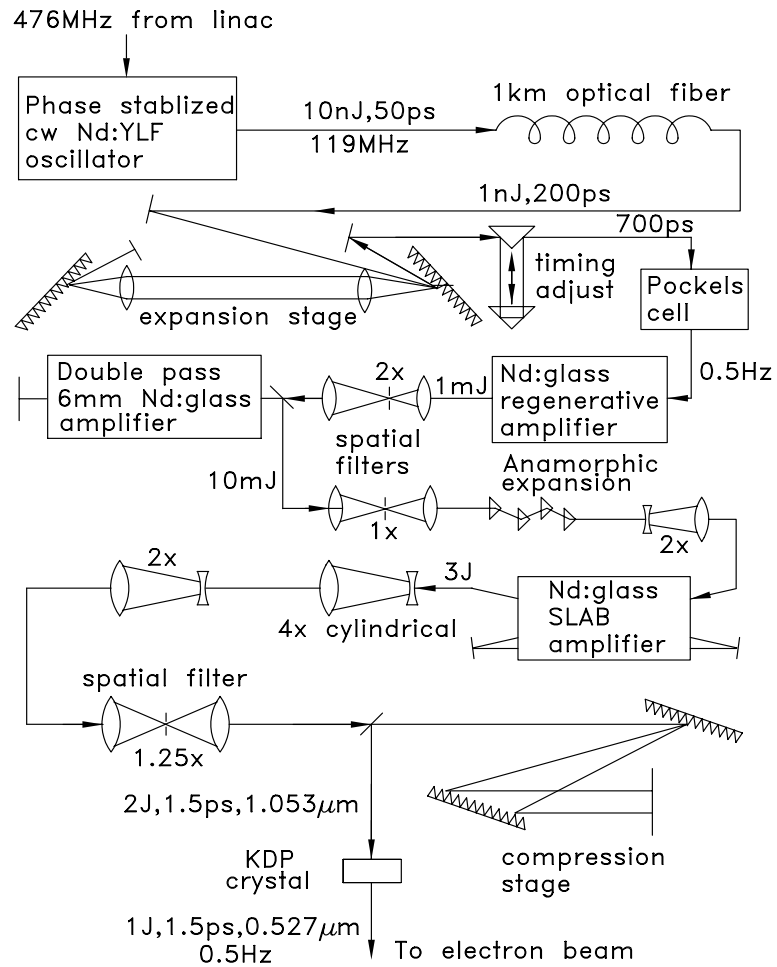 476MHz from linac
Phase stablized
cw Nd:YLF
oscillator
10nJ,50ps
119MHz
1km optical fiber
1nJ,200ps
700ps
timing
adjust
expansion stage
Pockels
cell
0.5Hz
Double pass
6mm Nd:glass
amplifier
2x
1mJ
Nd:glass
regenerative
amplifier
spatial
filters
10mJ
1x
Anamorphic
expansion
2x
2x
4x cylindrical
3J
Nd:glass
SLAB
amplifier
spatial filter
1.25x
2J,1.5ps,1.053μm
KDP
crystal
compression
stage
1J,1.5ps,0.527μm
0.5Hz
To electron beam